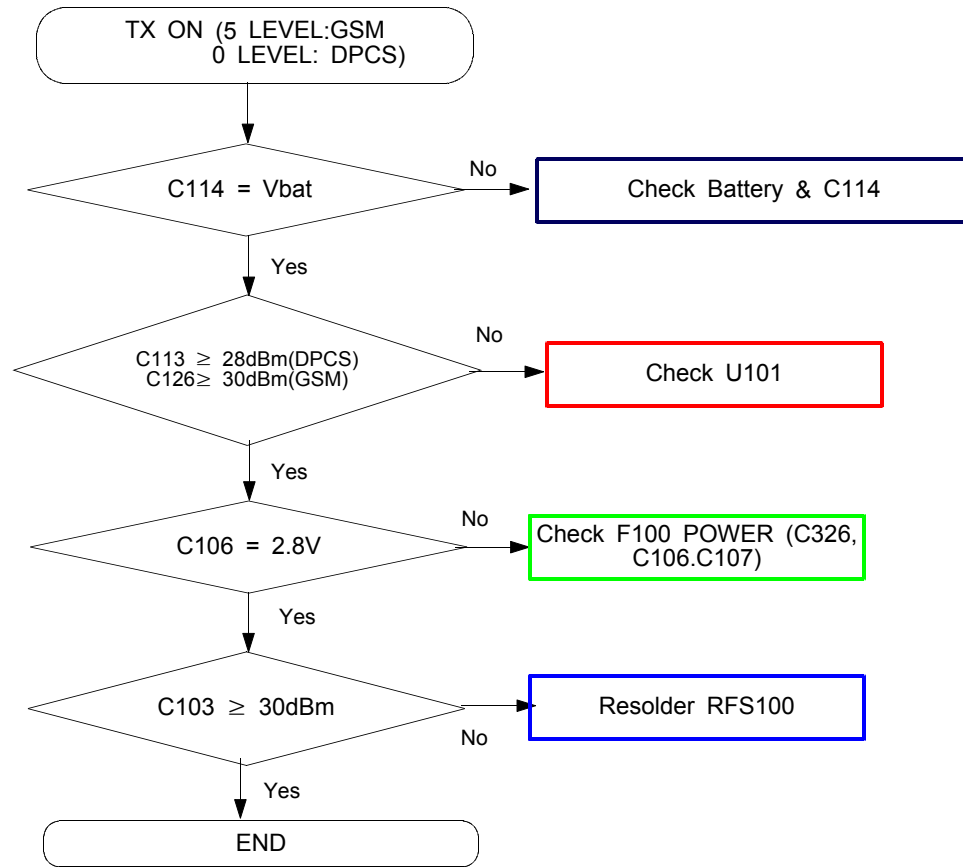 TX ON (5 LEVEL:GSM
0 LEVEL: DPCS)
C114 = Vbat
No
Check Battery & C114
Yes
C113 ≥ 28dBm(DPCS)
C126≥ 30dBm(GSM)
No
Check U101
Yes
C106 = 2.8V
No
Check F100 POWER (C326,
C106.C107)
Yes
C103 ≥ 30dBm
No
Resolder RFS100
Yes
END